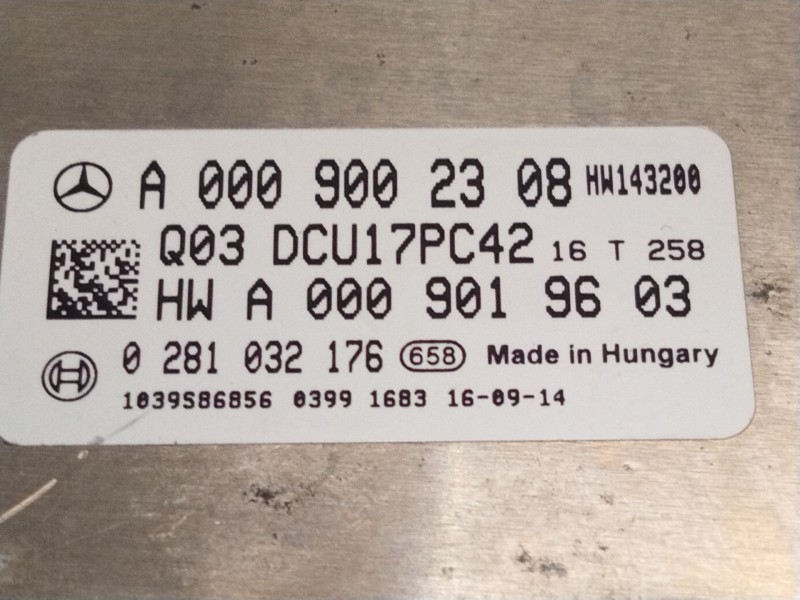 A 000 900 23 08 HW143200
Q03 DCU17PC42 16 T 258
HW A 000 901 96 03
0 281 032 176 658 Made in Hungary
1039S86856 0399 1683 16-09-14